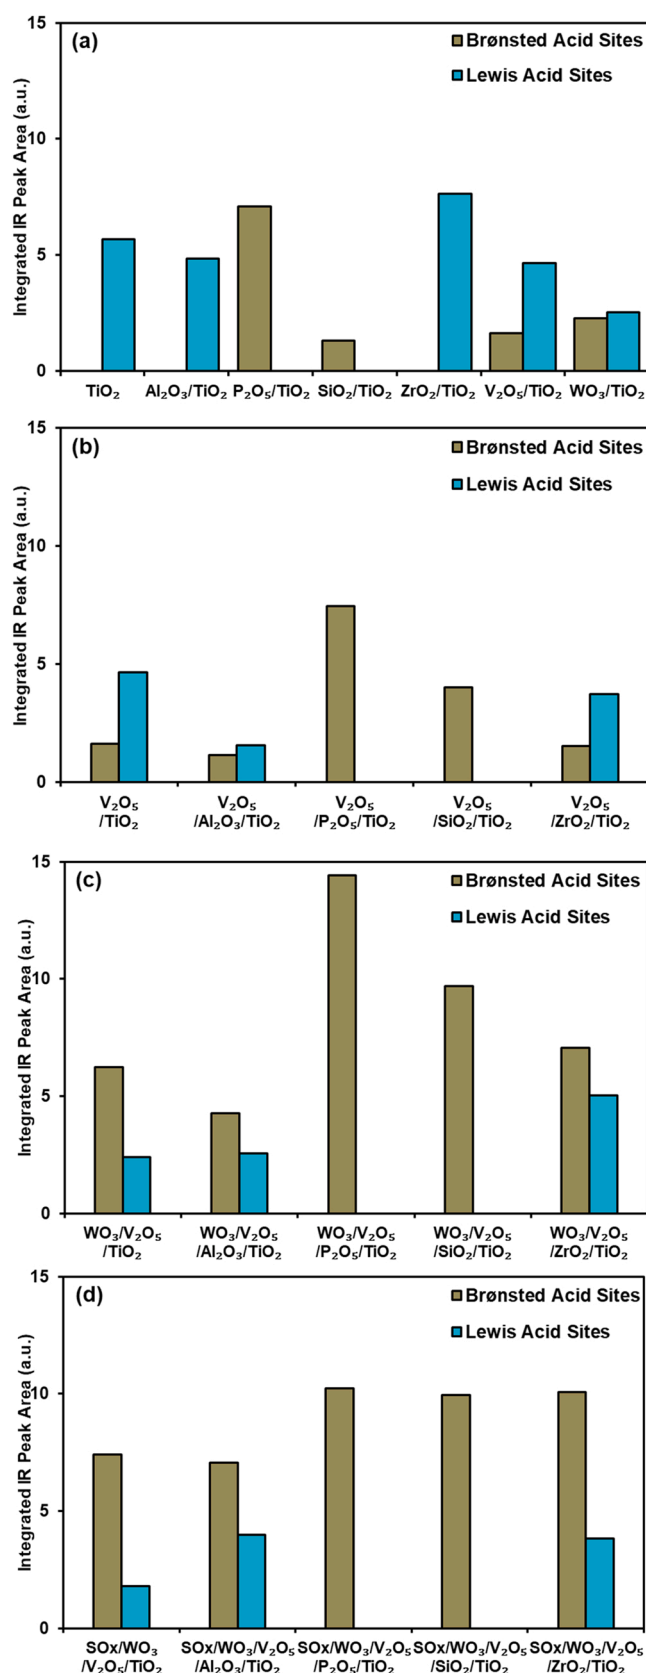 Integrated IR Peak Area (a.u.)
(a)
Brønsted Acid Sites
Lewis Acid Sites
15
10
5
0
TiO₂ Al₂O₃/TiO₂ P₂O₅/TiO₂ SiO₂/TiO₂ ZrO₂/TiO₂ V₂O₅/TiO₂ WO₃/TiO₂
Integrated IR Peak Area (a.u.)
(b)
Brønsted Acid Sites
Lewis Acid Sites
15
10
5
0
V₂O₅ V₂O₅ V₂O₅ V₂O₅ V₂O₅
/TiO₂ /Al₂O₃/TiO₂ /P₂O₅/TiO₂ /SiO₂/TiO₂ /ZrO₂/TiO₂
Integrated IR Peak Area (a.u.)
(c)
Brønsted Acid Sites
Lewis Acid Sites
15
10
5
0
WO₃/V₂O₅ WO₃/V₂O₅ WO₃/V₂O₅ WO₃/V₂O₅ WO₃/V₂O₅
/TiO₂ /Al₂O₃/TiO₂ /P₂O₅/TiO₂ /SiO₂/TiO₂ /ZrO₂/TiO₂
Integrated IR Peak Area (a.u.)
(d)
Brønsted Acid Sites
Lewis Acid Sites
15
10
5
0
SOx/WO₃ SOx/WO₃/V₂O₅ SOx/WO₃/V₂O₅ SOx/WO₃/V₂O₅ SOx/WO₃/V₂O₅
/V₂O₅/TiO₂ /Al₂O₃/TiO₂ /P₂O₅/TiO₂ /SiO₂/TiO₂ /ZrO₂/TiO₂